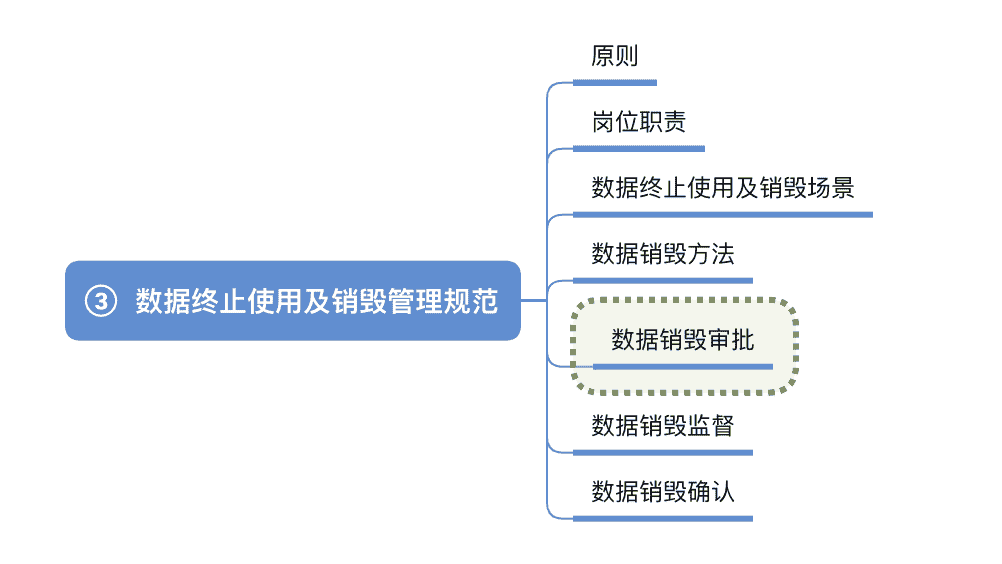 原则
岗位职责
数据终止使用及销毁场景
数据销毁方法
③ 数据终止使用及销毁管理规范
数据销毁审批
数据销毁监督
数据销毁确认